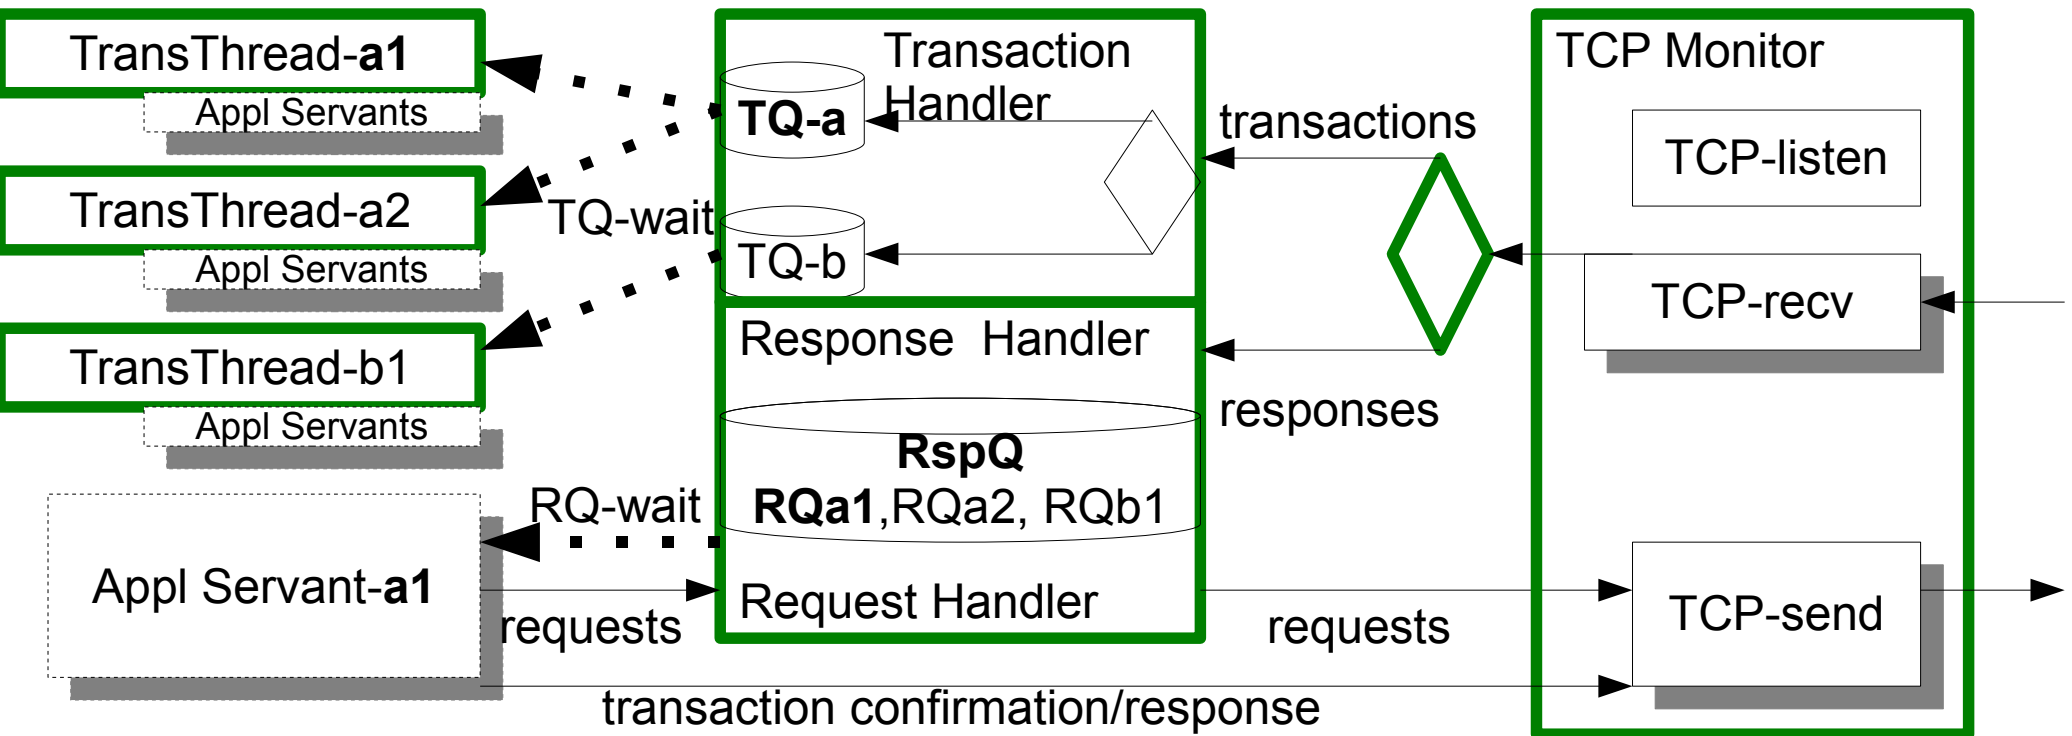 TransThread-a1
Appl Servants
TransThread-a2
Appl Servants
TransThread-b1
Appl Servants
Appl Servant-a1
TQ-wait
RQ-wait
requests
transaction confirmation/response
Transaction
Handler
TQ-a
TQ-b
Response Handler
RspQ
RQa1,RQa2, RQb1
Request Handler
transactions
responses
requests
TCP Monitor
TCP-listen
TCP-recv
TCP-send